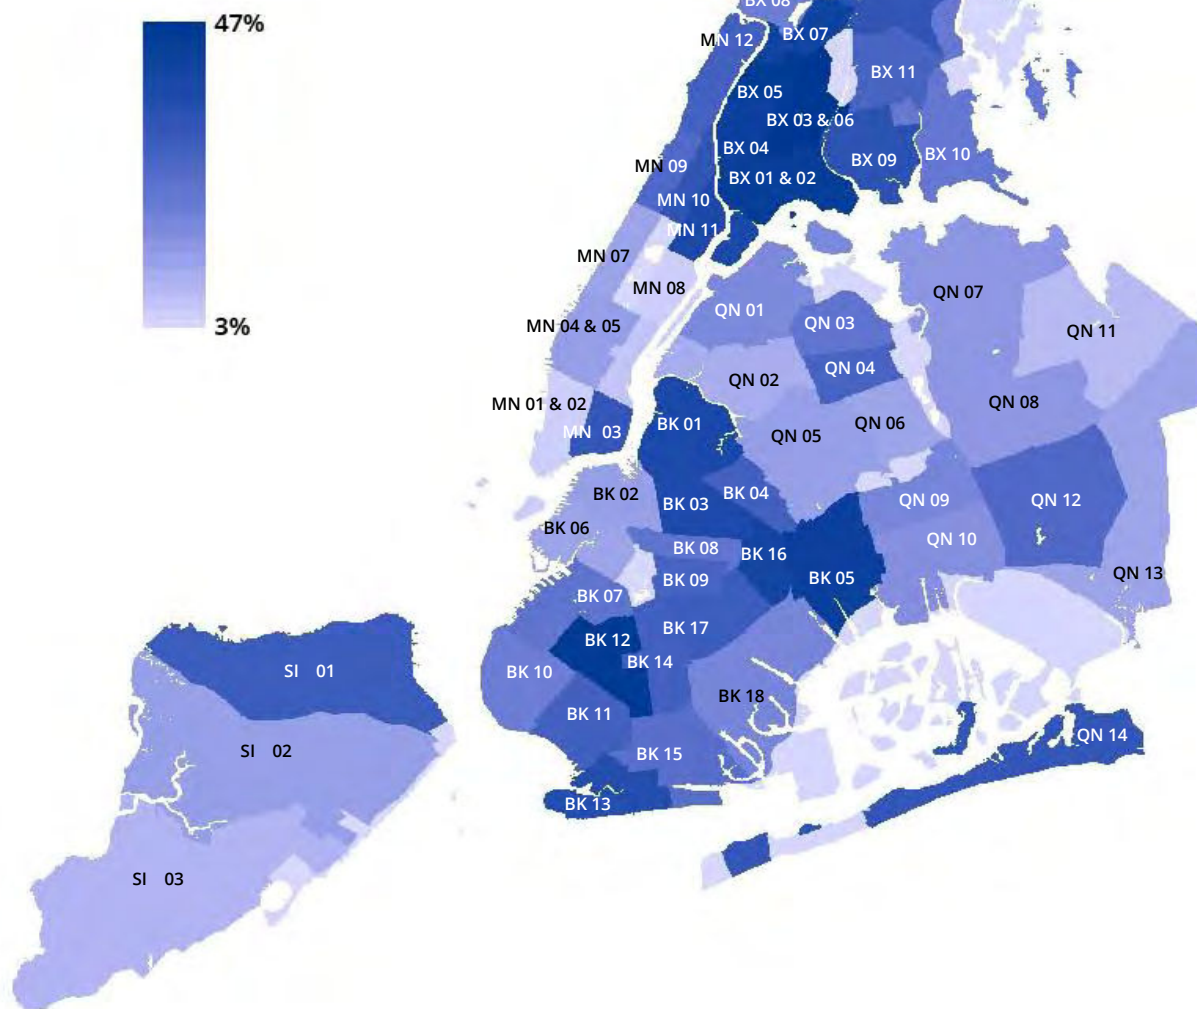 47%
3%
BX 08
MN 12
BX 07
BX 11
BX 05
BX 03 & 06
BX 04
BX 09
BX 10
MN 09
BX 01 & 02
MN 10
MN 11
MN 07
MN 08
QN 07
QN 01
QN 03
MN 04 & 05
QN 11
QN 04
QN 02
MN 01 & 02
QN 08
BK 01
QN 06
MN 03
QN 05
BK 02
BK 04
BK 03
QN 09
QN 12
BK 06
QN 10
BK 08
BK 16
BK 09
BK 05
QN 13
BK 07
BK 17
BK 12
BK 14
SI 01
BK 10
BK 18
BK 11
QN 14
SI 02
BK 15
BK 13
SI 03